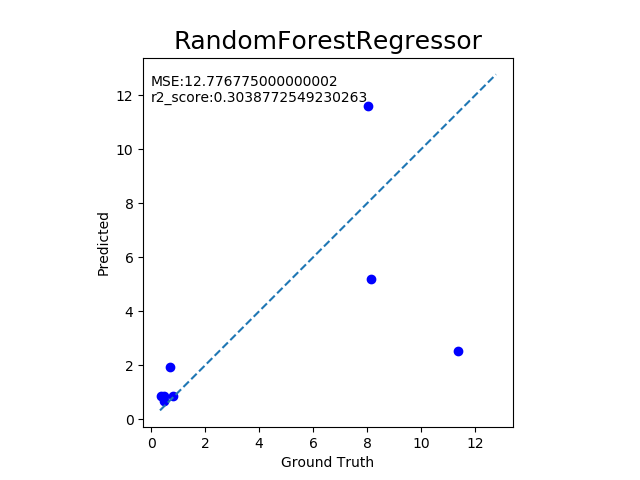 RandomForestRegressor
MSE:12.776775000000002
r2_score:0.3038772549230263
12
10
8
6
4
2
0
Predicted
0 2 4 6 8 10 12
Ground Truth